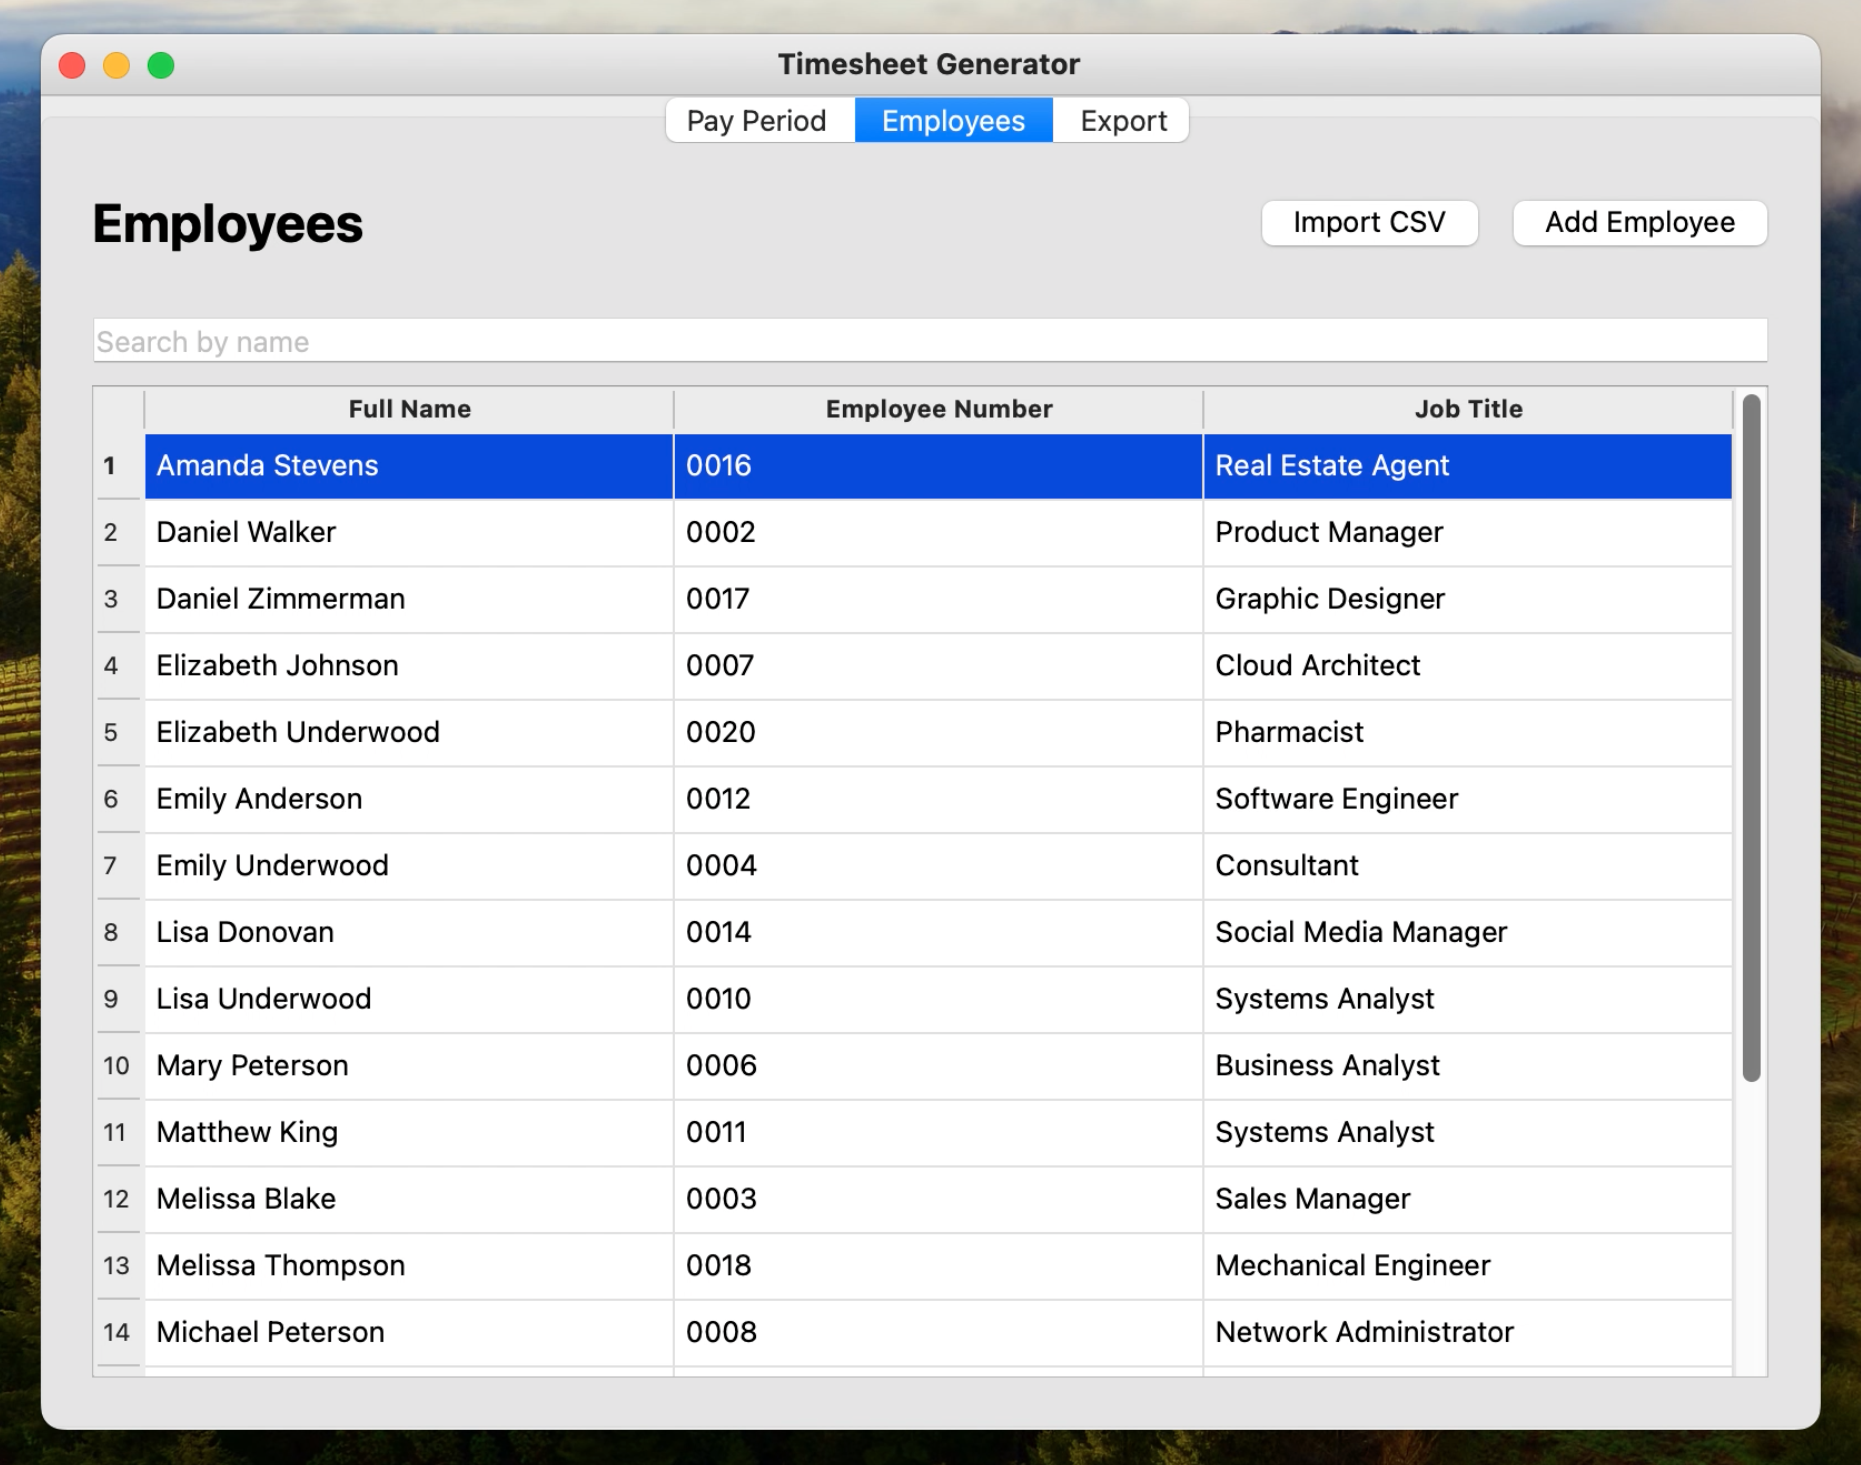 Timesheet Generator
Pay Period Employees Export
Employees Import CSV Add Employee
Search by name
Full Name Employee Number Job Title
1 Amanda Stevens 0016 Real Estate Agent
2 Daniel Walker 0002 Product Manager
3 Daniel Zimmerman 0017 Graphic Designer
4 Elizabeth Johnson 0007 Cloud Architect
5 Elizabeth Underwood 0020 Pharmacist
6 Emily Anderson 0012 Software Engineer
7 Emily Underwood 0004 Consultant
8 Lisa Donovan 0014 Social Media Manager
9 Lisa Underwood 0010 Systems Analyst
10 Mary Peterson 0006 Business Analyst
11 Matthew King 0011 Systems Analyst
12 Melissa Blake 0003 Sales Manager
13 Melissa Thompson 0018 Mechanical Engineer
14 Michael Peterson 0008 Network Administrator